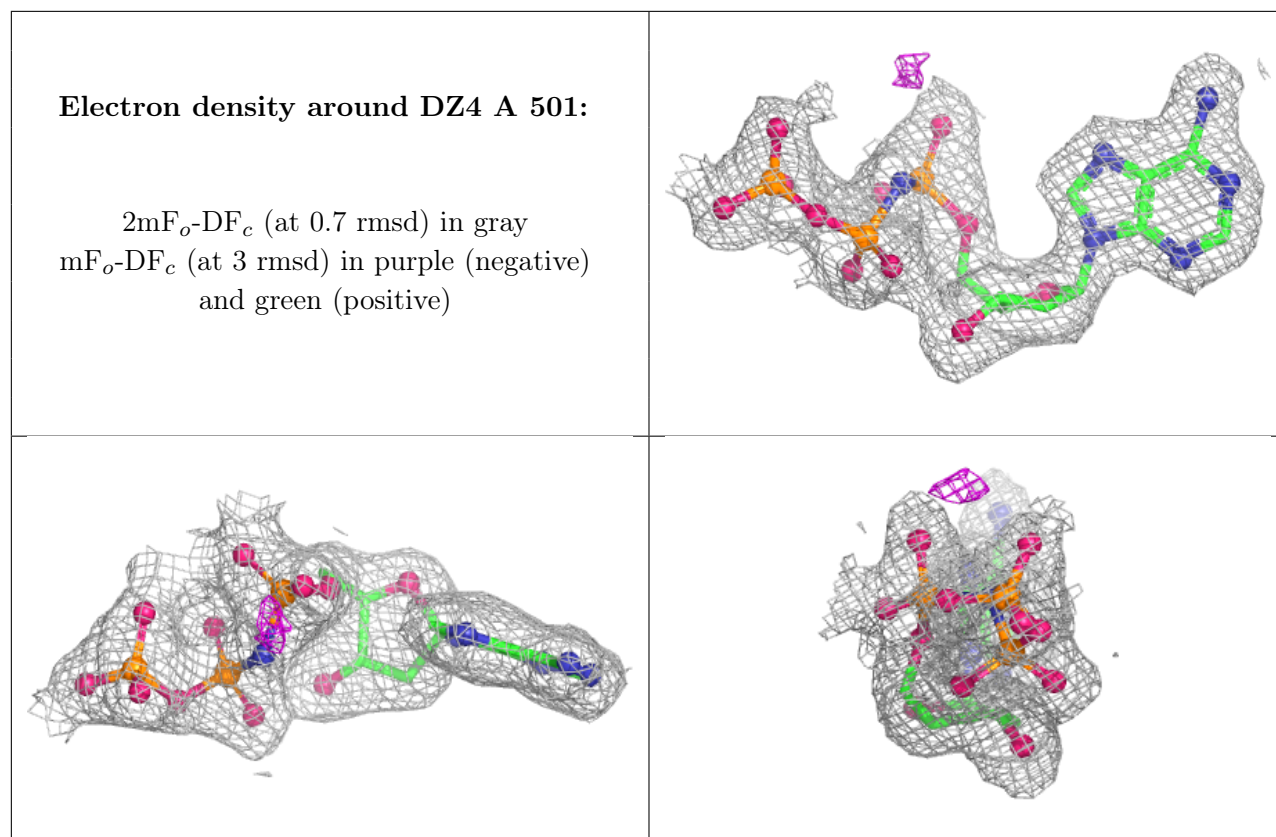 Electron density around DZ4 A 501:
2mFo-DFc (at 0.7 rmsd) in gray
mFo-DFc (at 3 rmsd) in purple (negative)
and green (positive)